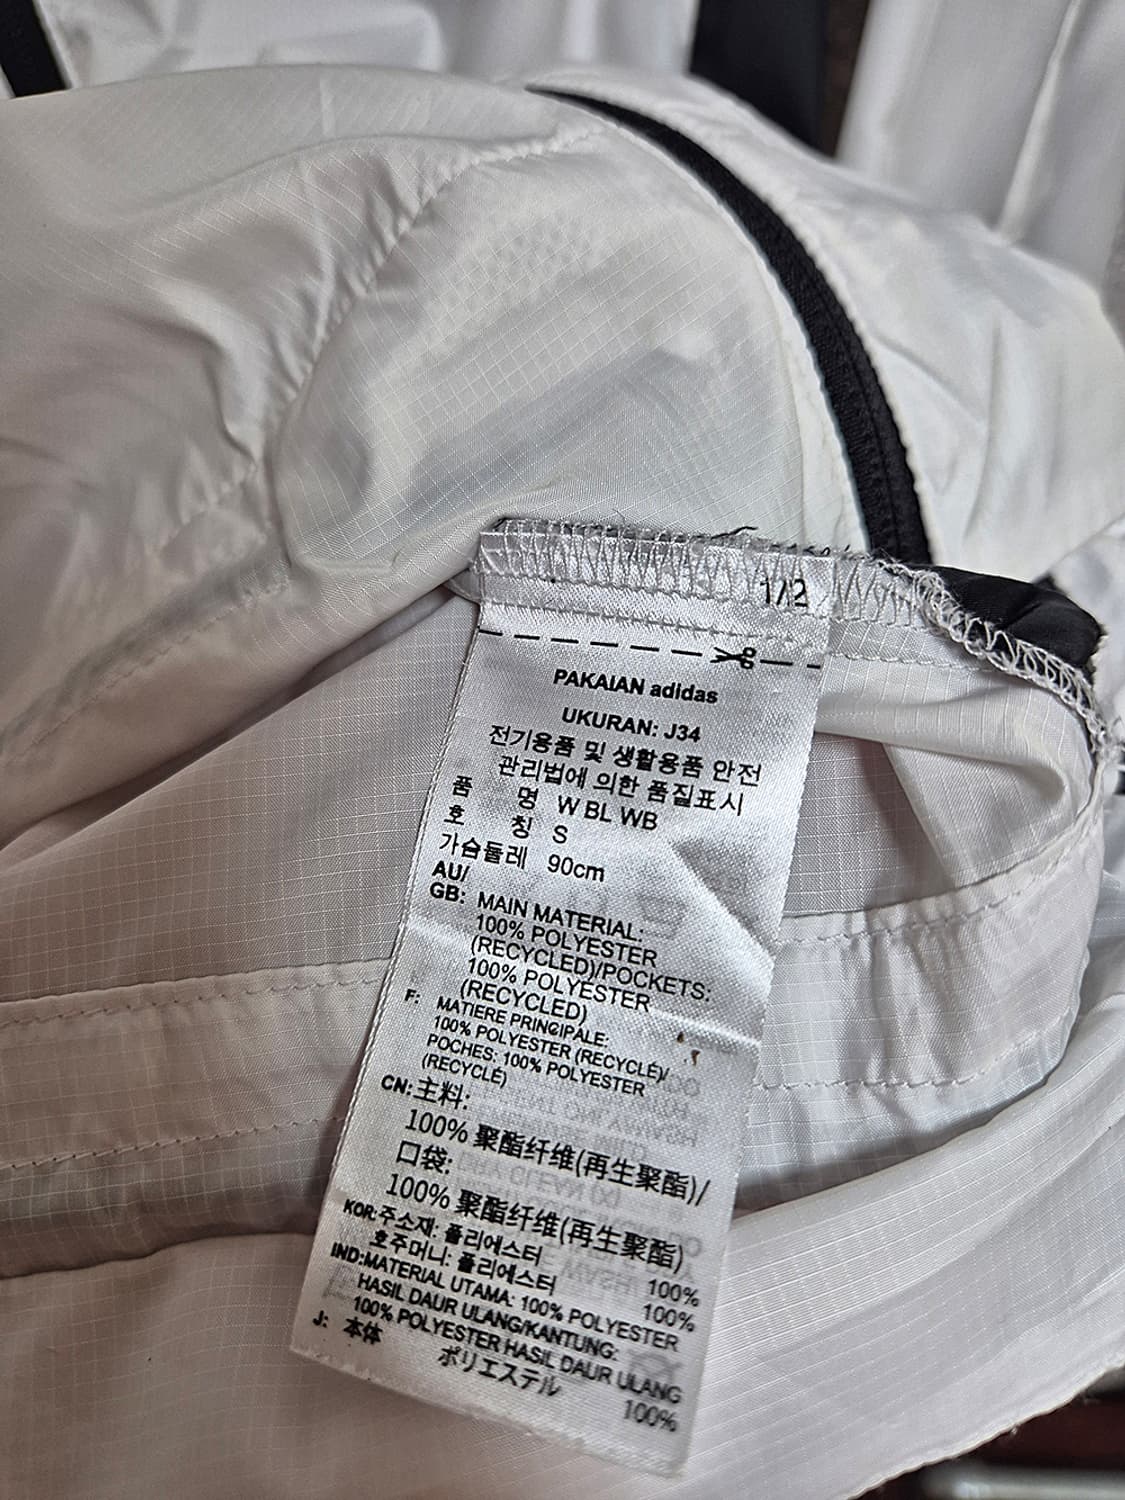 1/2
PAKAIAN adidas
UKURAN: J34
전기용품 및 생활용품 안전
관리법에 의한 품질표시
품 명 W BL WB
호 칭 S
가슴둘레 90cm
AU/
GB: MAIN MATERIAL:
100% POLYESTER
(RECYCLED)/POCKETS:
100% POLYESTER
(RECYCLED)
F: MATIERE PRINCIPALE:
100% POLYESTER (RECYCLÉ)/
POCHES: 100% POLYESTER
(RECYCLÉ)
CN: 主料:
100% 聚酯纤维(再生聚酯)/
口袋:
100% 聚酯纤维(再生聚酯)
KOR: 주소재: 폴리에스터 100%
호주머니: 폴리에스터 100%
IND: MATERIAL UTAMA: 100% POLYESTER
HASIL DAUR ULANG/KANTUNG:
100% POLYESTER HASIL DAUR ULANG
J: 本体
ポリエステル 100%